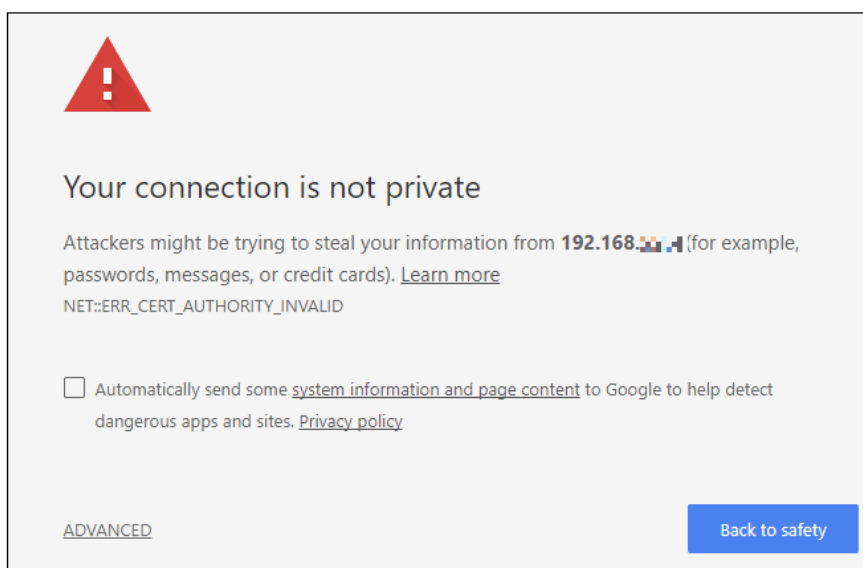 Your connection is not private
Attackers might be trying to steal your information from 192.168. (for example,
passwords, messages, or credit cards). Learn more
NET::ERR_CERT_AUTHORITY_INVALID
Automatically send some system information and page content to Google to help detect
dangerous apps and sites. Privacy policy
ADVANCED
Back to safety